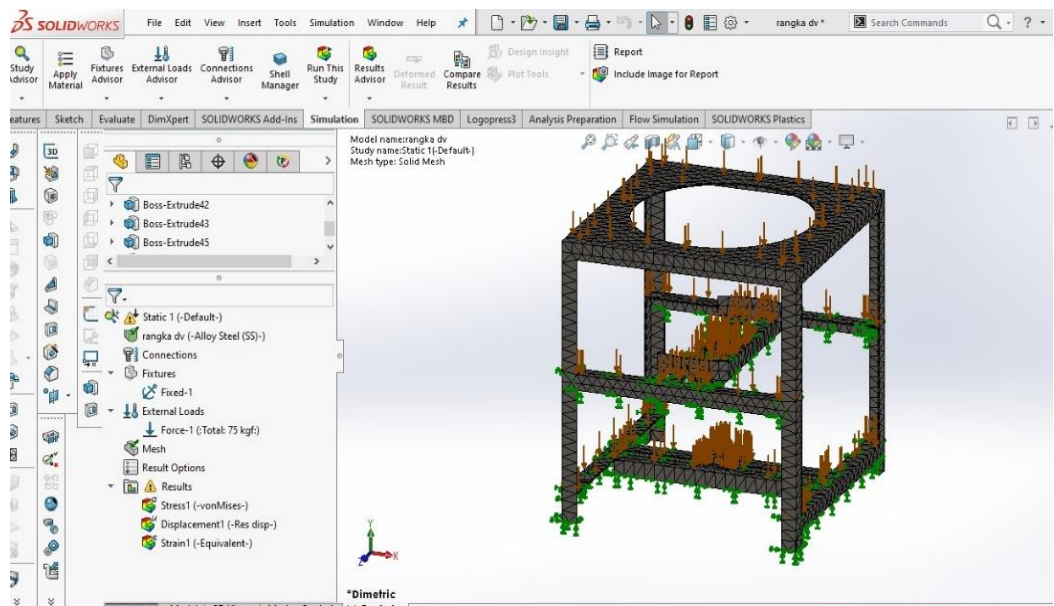 SOLIDWORKS File Edit View Insert Tools Simulation Window Help rangka dv * Search Commands ?
Study Advisor
Apply Material
Fixtures Advisor
External Loads Advisor
Connections Advisor
Shell Manager
Run This Study
Results Advisor
Deformed Result
Compare Results
Design Insight
Plot Tools
Report
Include Image for Report
eatures Sketch Evaluate DimXpert SOLIDWORKS Add-Ins Simulation SOLIDWORKS MBD Logopress3 Analysis Preparation Flow Simulation SOLIDWORKS Plastics
Model name:rangka dv
Study name:Static 1(-Default-)
Mesh type: Solid Mesh
Boss-Extrude42
Boss-Extrude43
Boss-Extrude45
Static 1 (-Default-)
rangka dv (-Alloy Steel (SS)-)
Connections
Fixtures
Fixed-1
External Loads
Force-1 (:Total: 75 kgf:)
Mesh
Result Options
Results
Stress1 (-vonMises-)
Displacement1 (-Res disp-)
Strain1 (-Equivalent-)
Y
X
Z
*Dimetric